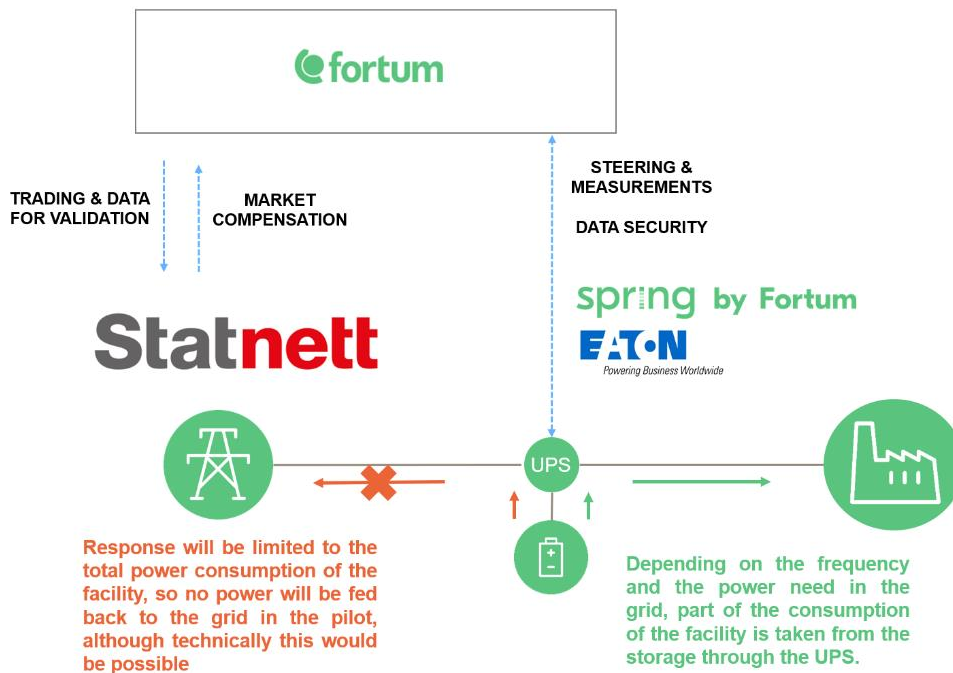 fortum
TRADING & DATA
FOR VALIDATION
MARKET
COMPENSATION
STEERING &
MEASUREMENTS
DATA SECURITY
Statnett
spring by Fortum
EATON
Powering Business Worldwide
UPS
Response will be limited to the
total power consumption of the
facility, so no power will be fed
back to the grid in the pilot,
although technically this would
be possible
Depending on the frequency
and the power need in the
grid, part of the consumption
of the facility is taken from the
storage through the UPS.